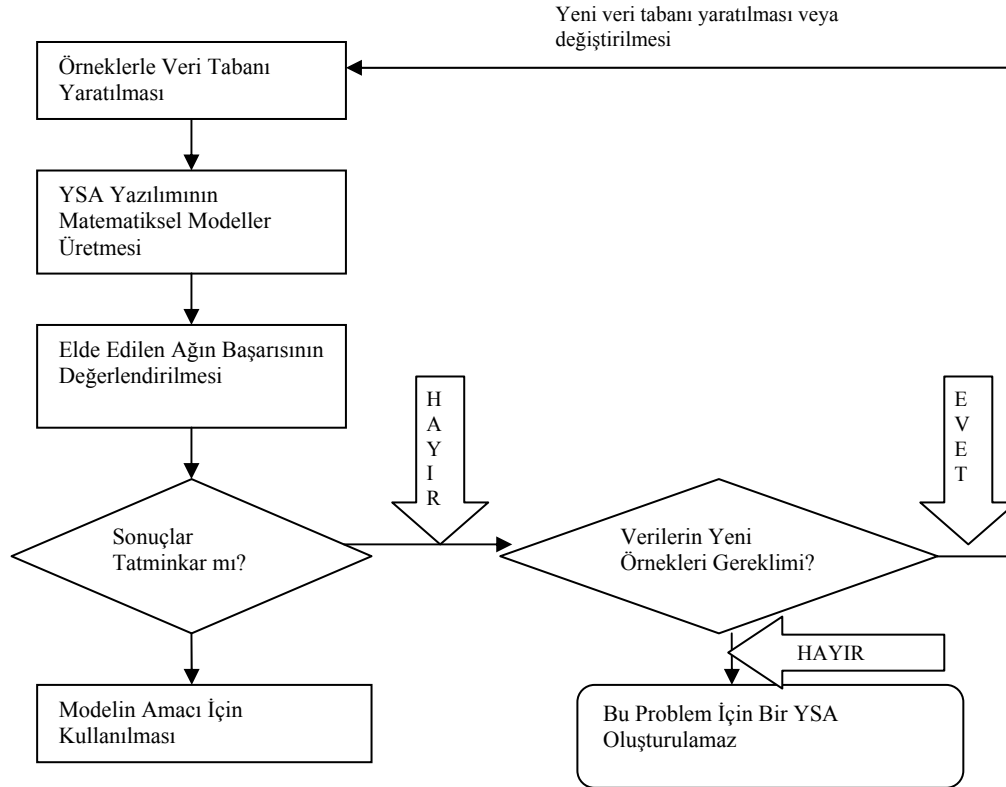 Yeni veri tabanı yaratılması veya
değiştirilmesi
Örneklerle Veri Tabanı
Yaratılması
YSA Yazılımının
Matematiksel Modeller
Üretmesi
Elde Edilen Ağın Başarısının
Değerlendirilmesi
H
A
Y
I
R
E
V
E
T
Sonuçlar
Tatminkar mı?
Verilerin Yeni
Örnekleri Gereklimi?
HAYIR
Modelin Amacı İçin
Kullanılması
Bu Problem İçin Bir YSA
Oluşturulamaz